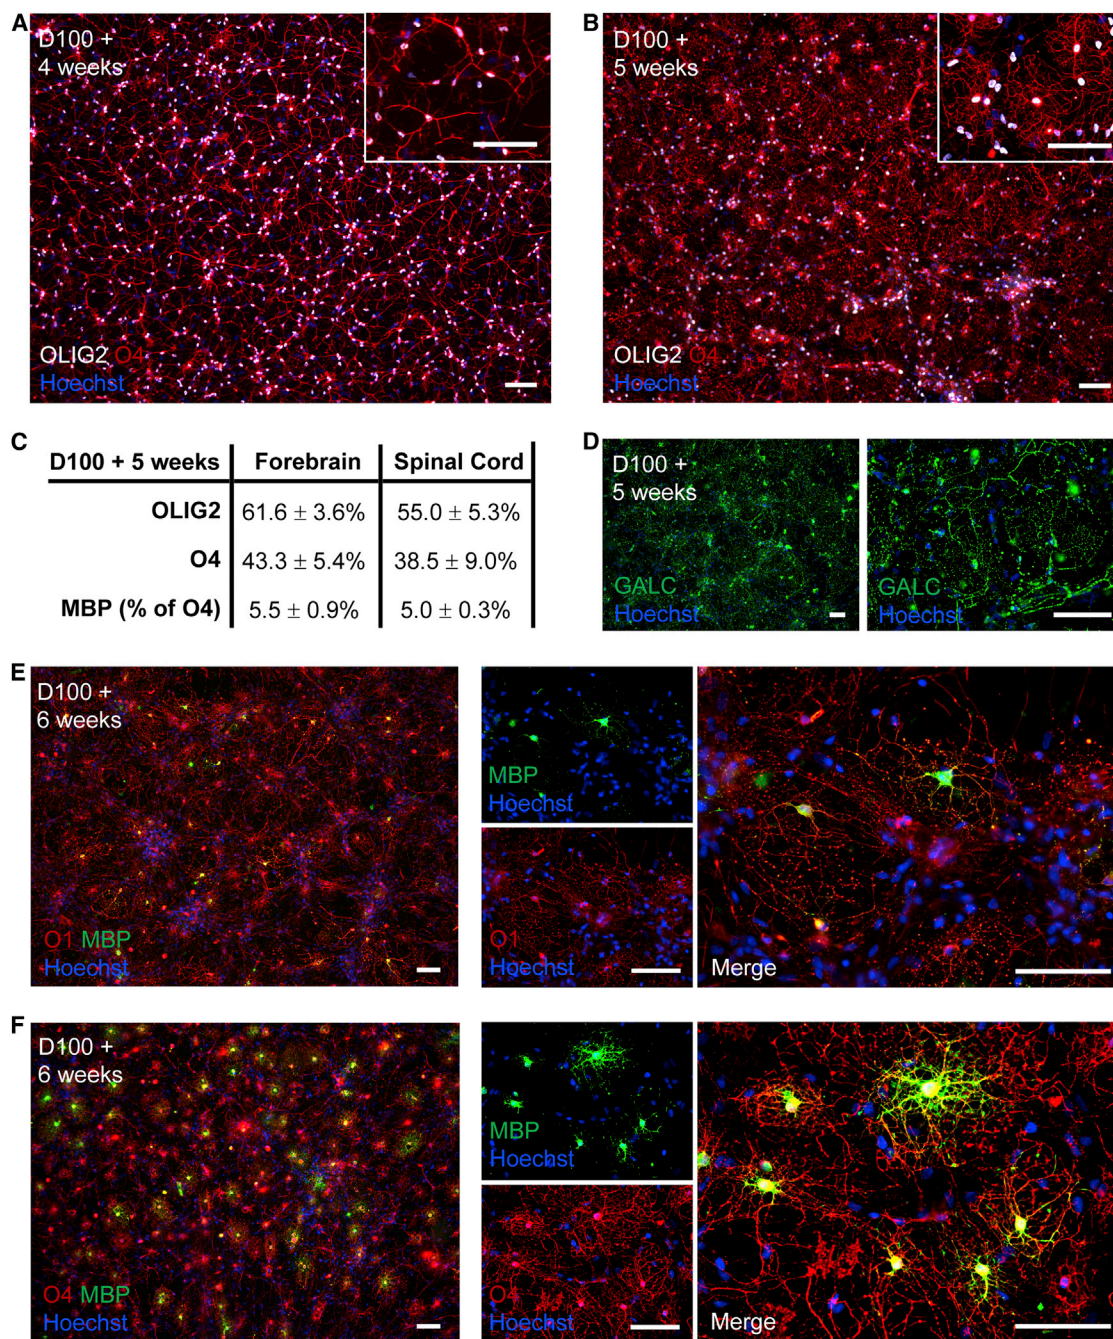 A
D100 +
4 weeks
OLIG2 O4
Hoechst
B
D100 +
5 weeks
OLIG2 O4
Hoechst
C
D100 + 5 weeks Forebrain Spinal Cord
OLIG2 61.6 ± 3.6% 55.0 ± 5.3%
O4 43.3 ± 5.4% 38.5 ± 9.0%
MBP (% of O4) 5.5 ± 0.9% 5.0 ± 0.3%
D
D100 +
5 weeks
GALC
Hoechst
GALC
Hoechst
E
D100 +
6 weeks
O1 MBP
Hoechst
MBP
Hoechst
O1
Hoechst
Merge
F
D100 +
6 weeks
O4 MBP
Hoechst
MBP
Hoechst
O4
Hoechst
Merge